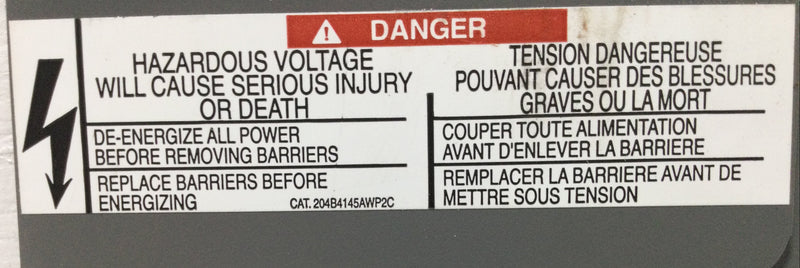 DANGER
HAZARDOUS VOLTAGE
WILL CAUSE SERIOUS INJURY
OR DEATH
DE-ENERGIZE ALL POWER
BEFORE REMOVING BARRIERS
REPLACE BARRIERS BEFORE
ENERGIZING
CAT. 204B4145AWP2C
TENSION DANGEREUSE
POUVANT CAUSER DES BLESSURES
GRAVES OU LA MORT
COUPER TOUTE ALIMENTATION
AVANT D'ENLEVER LA BARRIERE
REMPLACER LA BARRIERE AVANT DE
METTRE SOUS TENSION